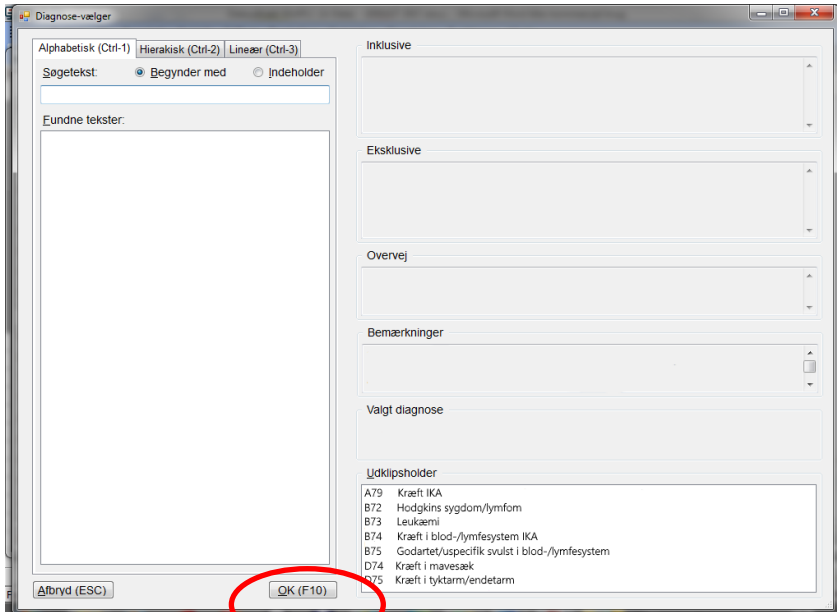 Diagnose-vælger
Alphabetisk (Ctrl-1) Hierakisk (Ctrl-2) Lineær (Ctrl-3)
Søgetekst: Begynder med Indeholder
Fundne tekster:
Afbryd (ESC) OK (F10)
Inklusive
Eksklusive
Overvej
Bemærkninger
Valgt diagnose
Udklipsholder
A79 Kræft IKA
B72 Hodgkins sygdom/lymfom
B73 Leukæmi
B74 Kræft i blod-/lymfesystem IKA
B75 Godartet/uspecifik svulst i blod-/lymfesystem
D74 Kræft i mavesæk
D75 Kræft i tyktarm/endetarm